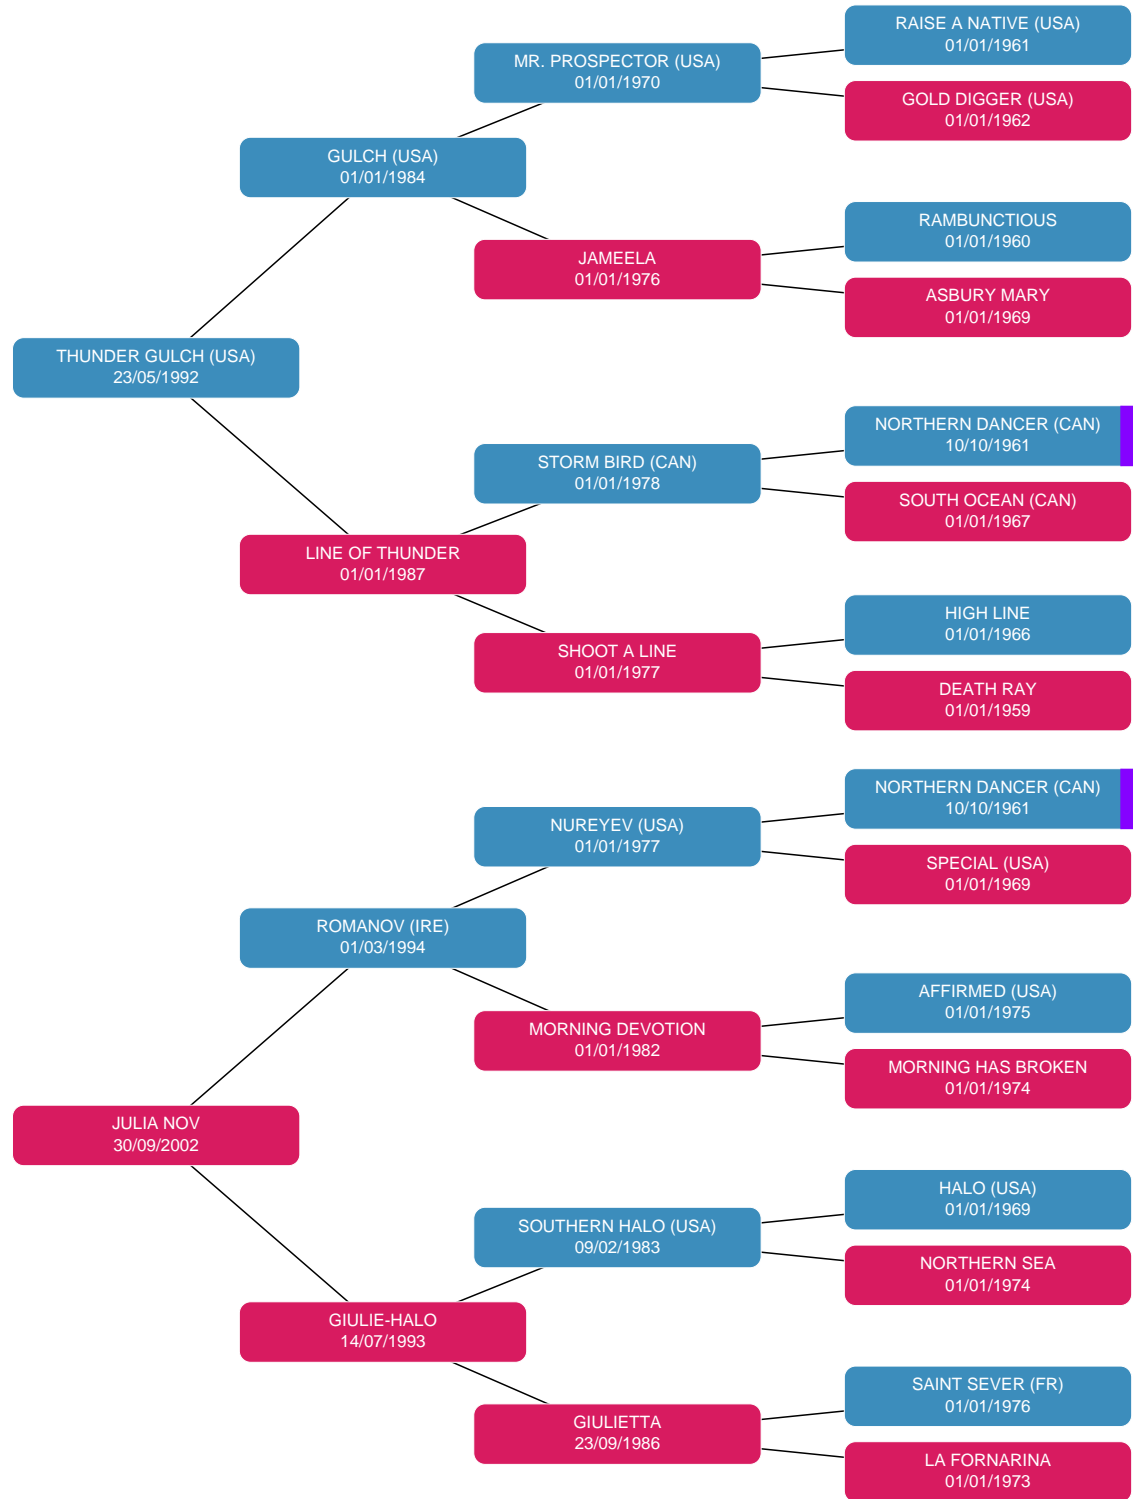 RAISE A NATIVE (USA)
01/01/1961
MR. PROSPECTOR (USA)
01/01/1970
GOLD DIGGER (USA)
01/01/1962
GULCH (USA)
01/01/1984
RAMBUNCTIOUS
01/01/1960
JAMEELA
01/01/1976
ASBURY MARY
01/01/1969
THUNDER GULCH (USA)
23/05/1992
NORTHERN DANCER (CAN)
10/10/1961
STORM BIRD (CAN)
01/01/1978
SOUTH OCEAN (CAN)
01/01/1967
LINE OF THUNDER
01/01/1987
HIGH LINE
01/01/1966
SHOOT A LINE
01/01/1977
DEATH RAY
01/01/1959
NORTHERN DANCER (CAN)
10/10/1961
NUREYEV (USA)
01/01/1977
SPECIAL (USA)
01/01/1969
ROMANOV (IRE)
01/03/1994
AFFIRMED (USA)
01/01/1975
MORNING DEVOTION
01/01/1982
MORNING HAS BROKEN
01/01/1974
JULIA NOV
30/09/2002
HALO (USA)
01/01/1969
SOUTHERN HALO (USA)
09/02/1983
NORTHERN SEA
01/01/1974
GIULIE-HALO
14/07/1993
SAINT SEVER (FR)
01/01/1976
GIULIETTA
23/09/1986
LA FORNARINA
01/01/1973